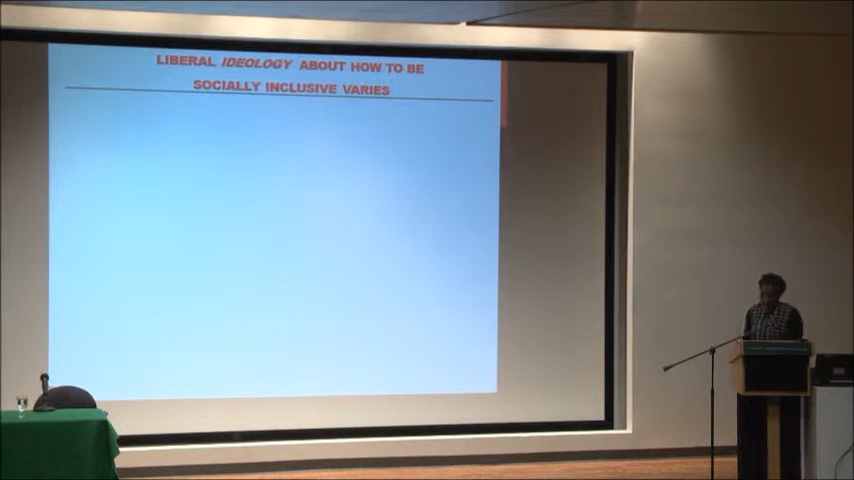 LIBERAL IDEOLOGY ABOUT HOW TO BE
SOCIALLY INCLUSIVE VARIES